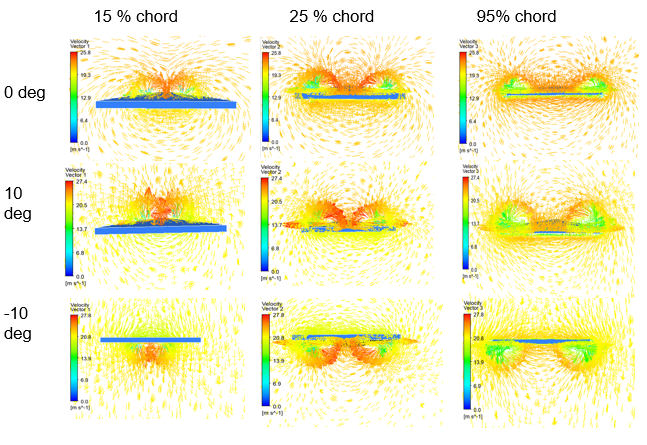 15 % chord
25 % chord
95% chord
0 deg
Velocity
Vector 1
25.8
19.3
12.9
6.4
0.0
[m s^-1]
Velocity
Vector 2
25.8
19.3
12.9
6.4
0.0
[m s^-1]
Velocity
Vector 3
25.8
19.3
12.9
6.4
0.0
[m s^-1]
10
deg
Velocity
Vector 1
27.4
20.5
13.7
6.8
0.0
[m s^-1]
Velocity
Vector 2
27.4
20.5
13.7
6.8
0.0
[m s^-1]
Velocity
Vector 3
27.4
20.5
13.7
6.8
0.0
[m s^-1]
-10
deg
Velocity
Vector 1
27.8
20.8
13.9
6.9
0.0
[m s^-1]
Velocity
Vector 2
27.8
20.8
13.9
6.9
0.0
[m s^-1]
Velocity
Vector 3
27.8
20.8
13.9
6.9
0.0
[m s^-1]